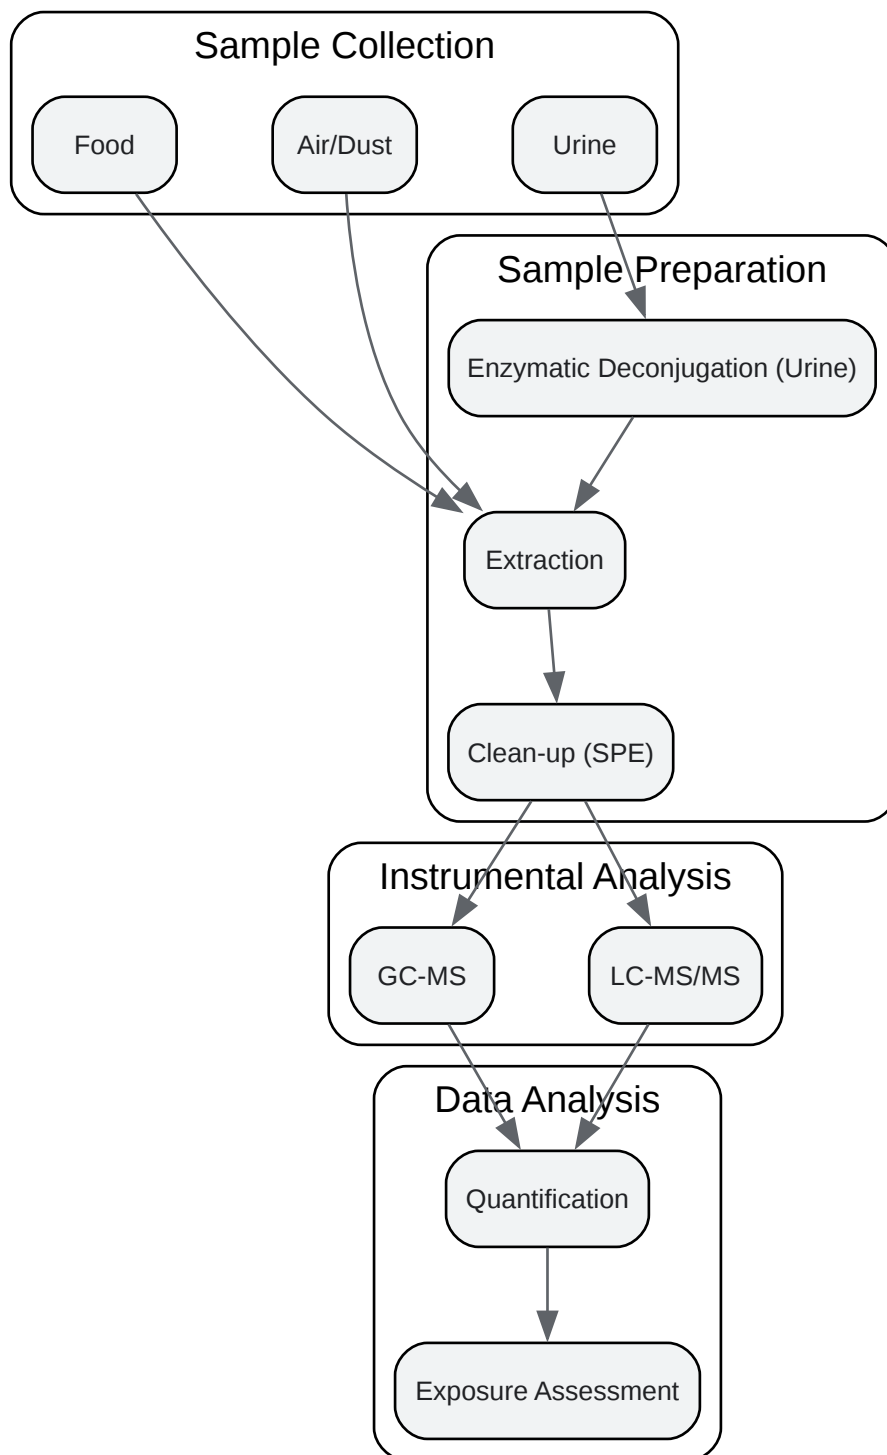 Sample Collection
Food
Air/Dust
Urine
Sample Preparation
Enzymatic Deconjugation (Urine)
Extraction
Clean-up (SPE)
Instrumental Analysis
GC-MS
LC-MS/MS
Data Analysis
Quantification
Exposure Assessment